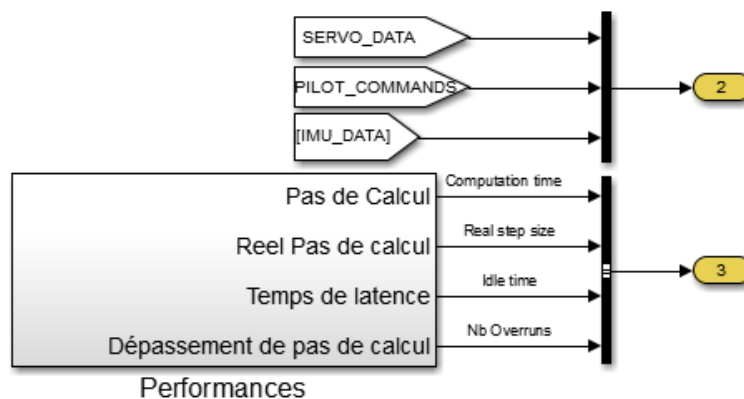 SERVO_DATA
PILOT_COMMANDS
2
[IMU_DATA]
Pas de Calcul
Computation time
Reel Pas de calcul
Real step size
3
Temps de latence
Idle time
Dépassement de pas de calcul
Nb Overruns
Performances